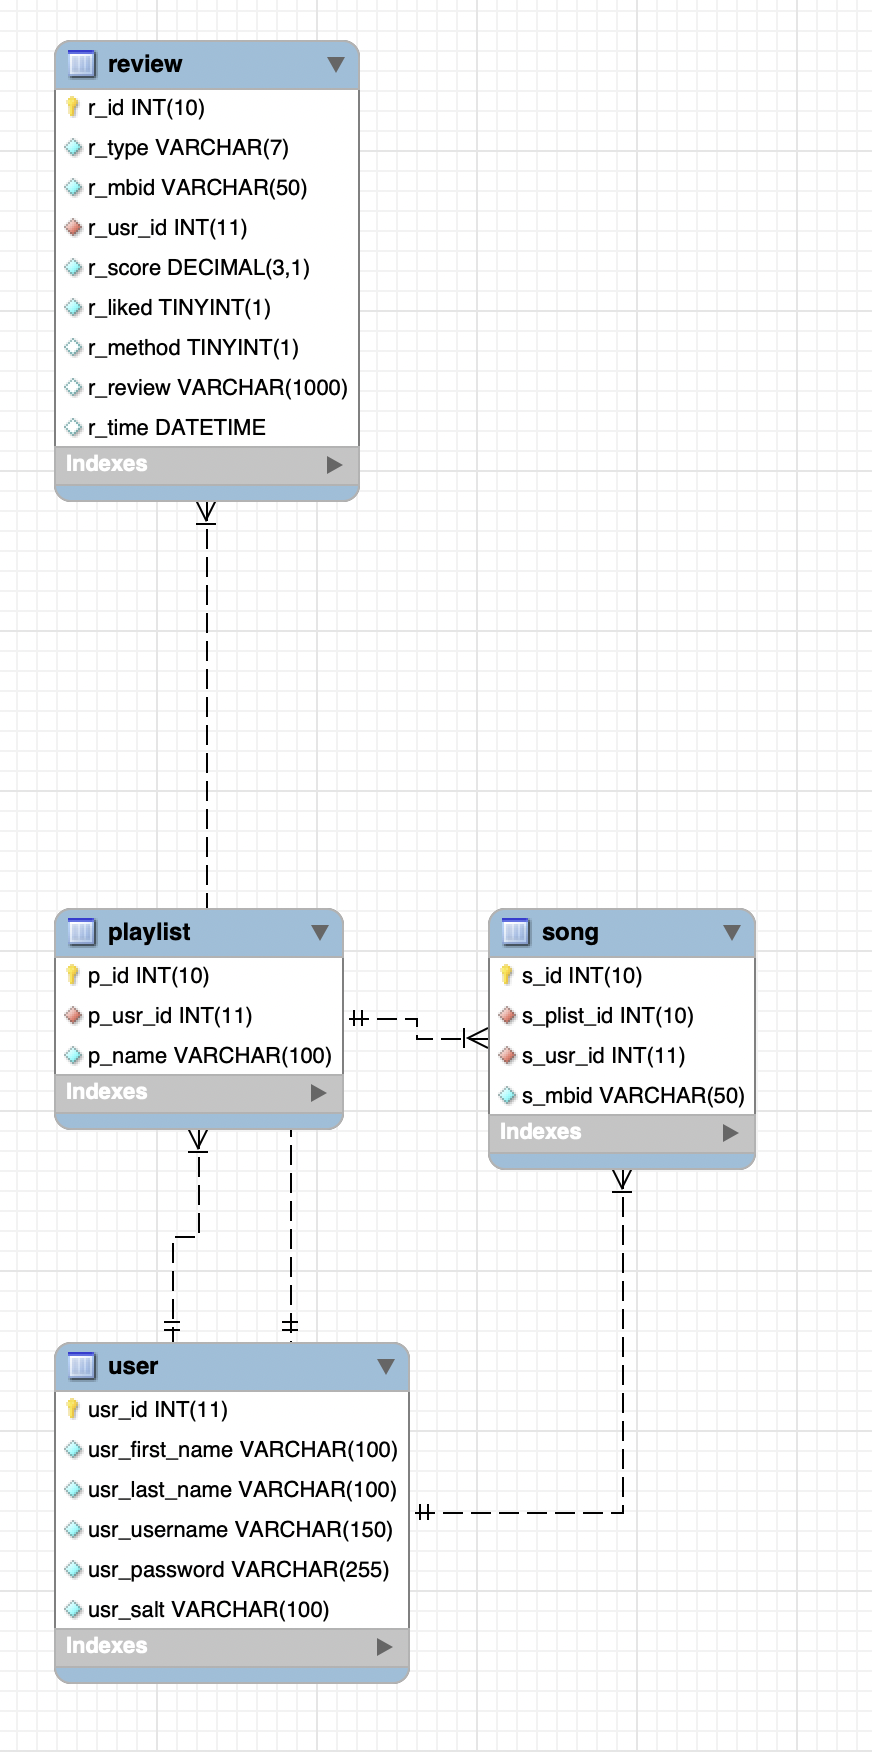 review
r_id INT(10)
r_type VARCHAR(7)
r_mbid VARCHAR(50)
r_usr_id INT(11)
r_score DECIMAL(3,1)
r_liked TINYINT(1)
r_method TINYINT(1)
r_review VARCHAR(1000)
r_time DATETIME
Indexes
playlist
p_id INT(10)
p_usr_id INT(11)
p_name VARCHAR(100)
Indexes
song
s_id INT(10)
s_plist_id INT(10)
s_usr_id INT(11)
s_mbid VARCHAR(50)
Indexes
user
usr_id INT(11)
usr_first_name VARCHAR(100)
usr_last_name VARCHAR(100)
usr_username VARCHAR(150)
usr_password VARCHAR(255)
usr_salt VARCHAR(100)
Indexes